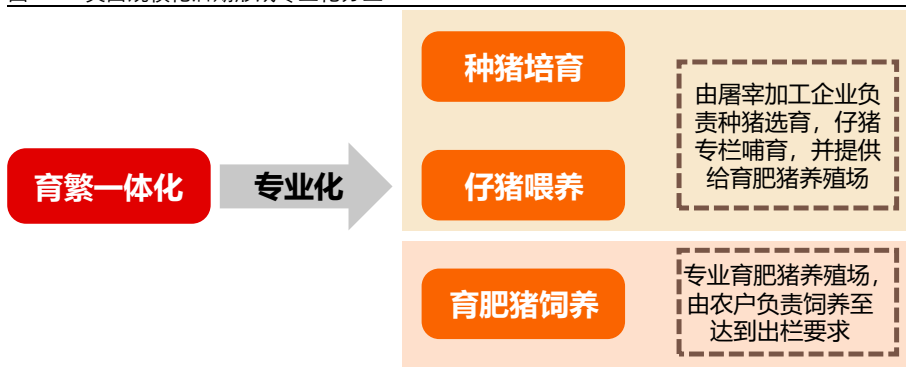 种猪培育
由屠宰加工企业负
责种猪选育，仔猪
专栏哺育，并提供
给育肥猪养殖场
育繁一体化
专业化
仔猪喂养
育肥猪饲养
专业育肥猪养殖场，
由农户负责饲养至
达到出栏要求